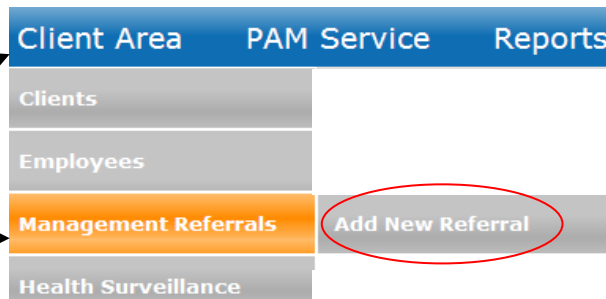 Client Area PAM Service Reports
Clients
Employees
Management Referrals Add New Referral
Health Surveillance